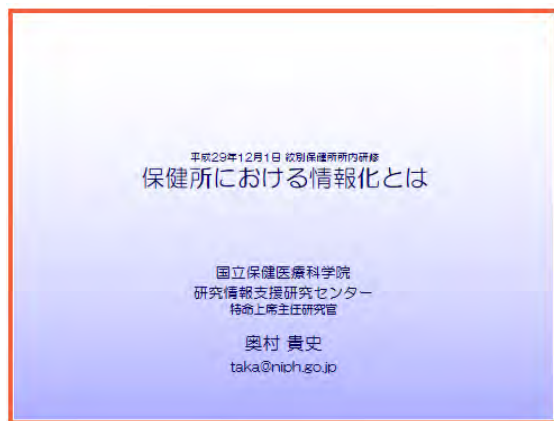 平成29年12月1日 紋別保健所所内研修
保健所における情報化とは
国立保健医療科学院
研究情報支援研究センター
特命上席主任研究官
奥村 貴史
taka@niph.go.jp